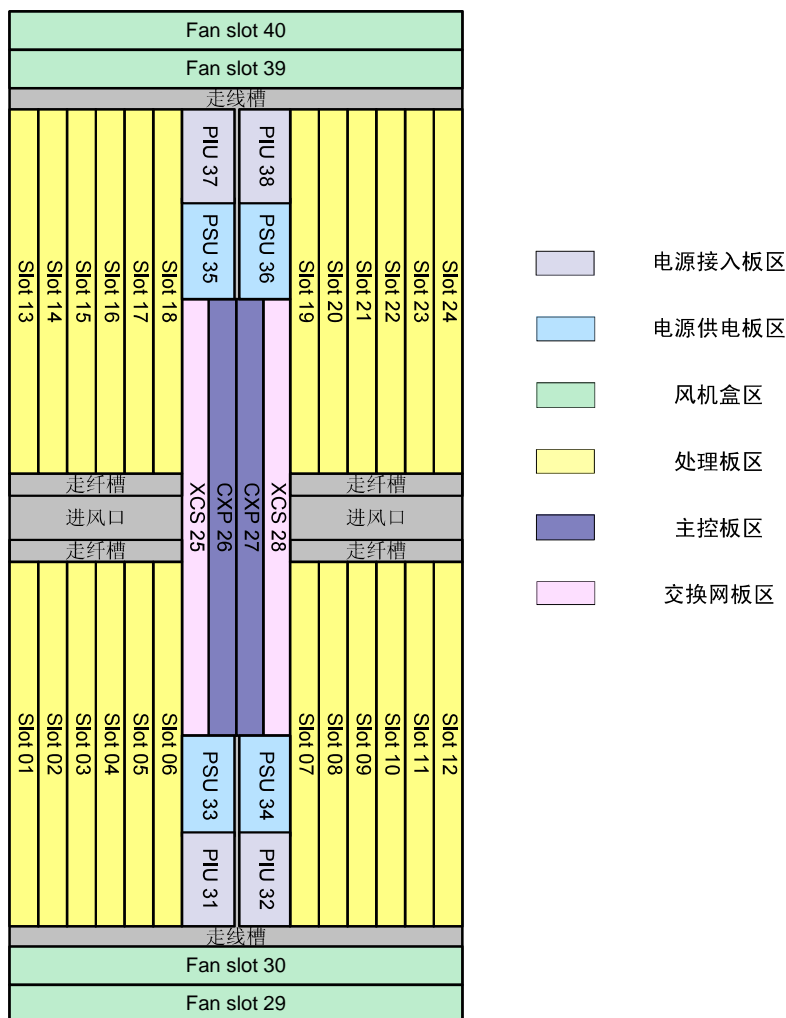 Fan slot 40
Fan slot 39
走线槽
Slot 13
Slot 14
Slot 15
Slot 16
Slot 17
Slot 18
PIU 37
PIU 38
PSU 35
PSU 36
Slot 19
Slot 20
Slot 21
Slot 22
Slot 23
Slot 24
走纤槽
进风口
走纤槽
XCS 25
CXP 26
CXP 27
XCS 28
走纤槽
进风口
走纤槽
Slot 01
Slot 02
Slot 03
Slot 04
Slot 05
Slot 06
PSU 33
PSU 34
PIU 31
PIU 32
Slot 07
Slot 08
Slot 09
Slot 10
Slot 11
Slot 12
走线槽
Fan slot 30
Fan slot 29
电源接入板区
电源供电板区
风机盒区
处理板区
主控板区
交换网板区